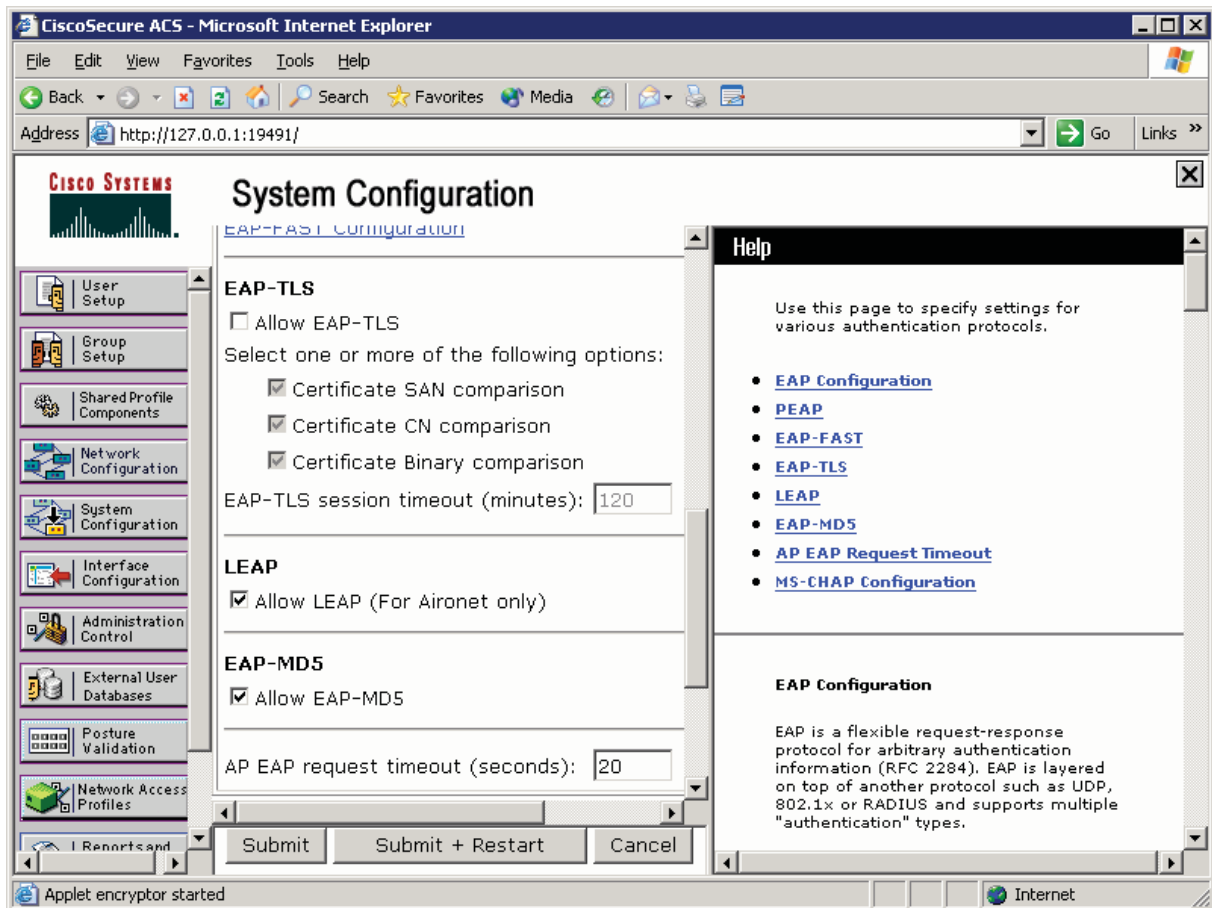 CiscoSecure ACS - Microsoft Internet Explorer
File Edit View Favorites Tools Help
Back Search Favorites Media
Address http://127.0.0.1:19491/ Go Links »
CISCO SYSTEMS
System Configuration
EAP-FAST Configuration
EAP-TLS
Allow EAP-TLS
Select one or more of the following options:
Certificate SAN comparison
Certificate CN comparison
Certificate Binary comparison
EAP-TLS session timeout (minutes): 120
LEAP
Allow LEAP (For Aironet only)
EAP-MD5
Allow EAP-MD5
AP EAP request timeout (seconds): 20
Submit Submit + Restart Cancel
User
Setup
Group
Setup
Shared Profile
Components
Network
Configuration
System
Configuration
Interface
Configuration
Administration
Control
External User
Databases
Posture
Validation
Network Access
Profiles
Reports and
Help
Use this page to specify settings for
various authentication protocols.
• EAP Configuration
• PEAP
• EAP-FAST
• EAP-TLS
• LEAP
• EAP-MD5
• AP EAP Request Timeout
• MS-CHAP Configuration
EAP Configuration
EAP is a flexible request-response
protocol for arbitrary authentication
information (RFC 2284). EAP is layered
on top of another protocol such as UDP,
802.1x or RADIUS and supports multiple
"authentication" types.
Applet encryptor started Internet